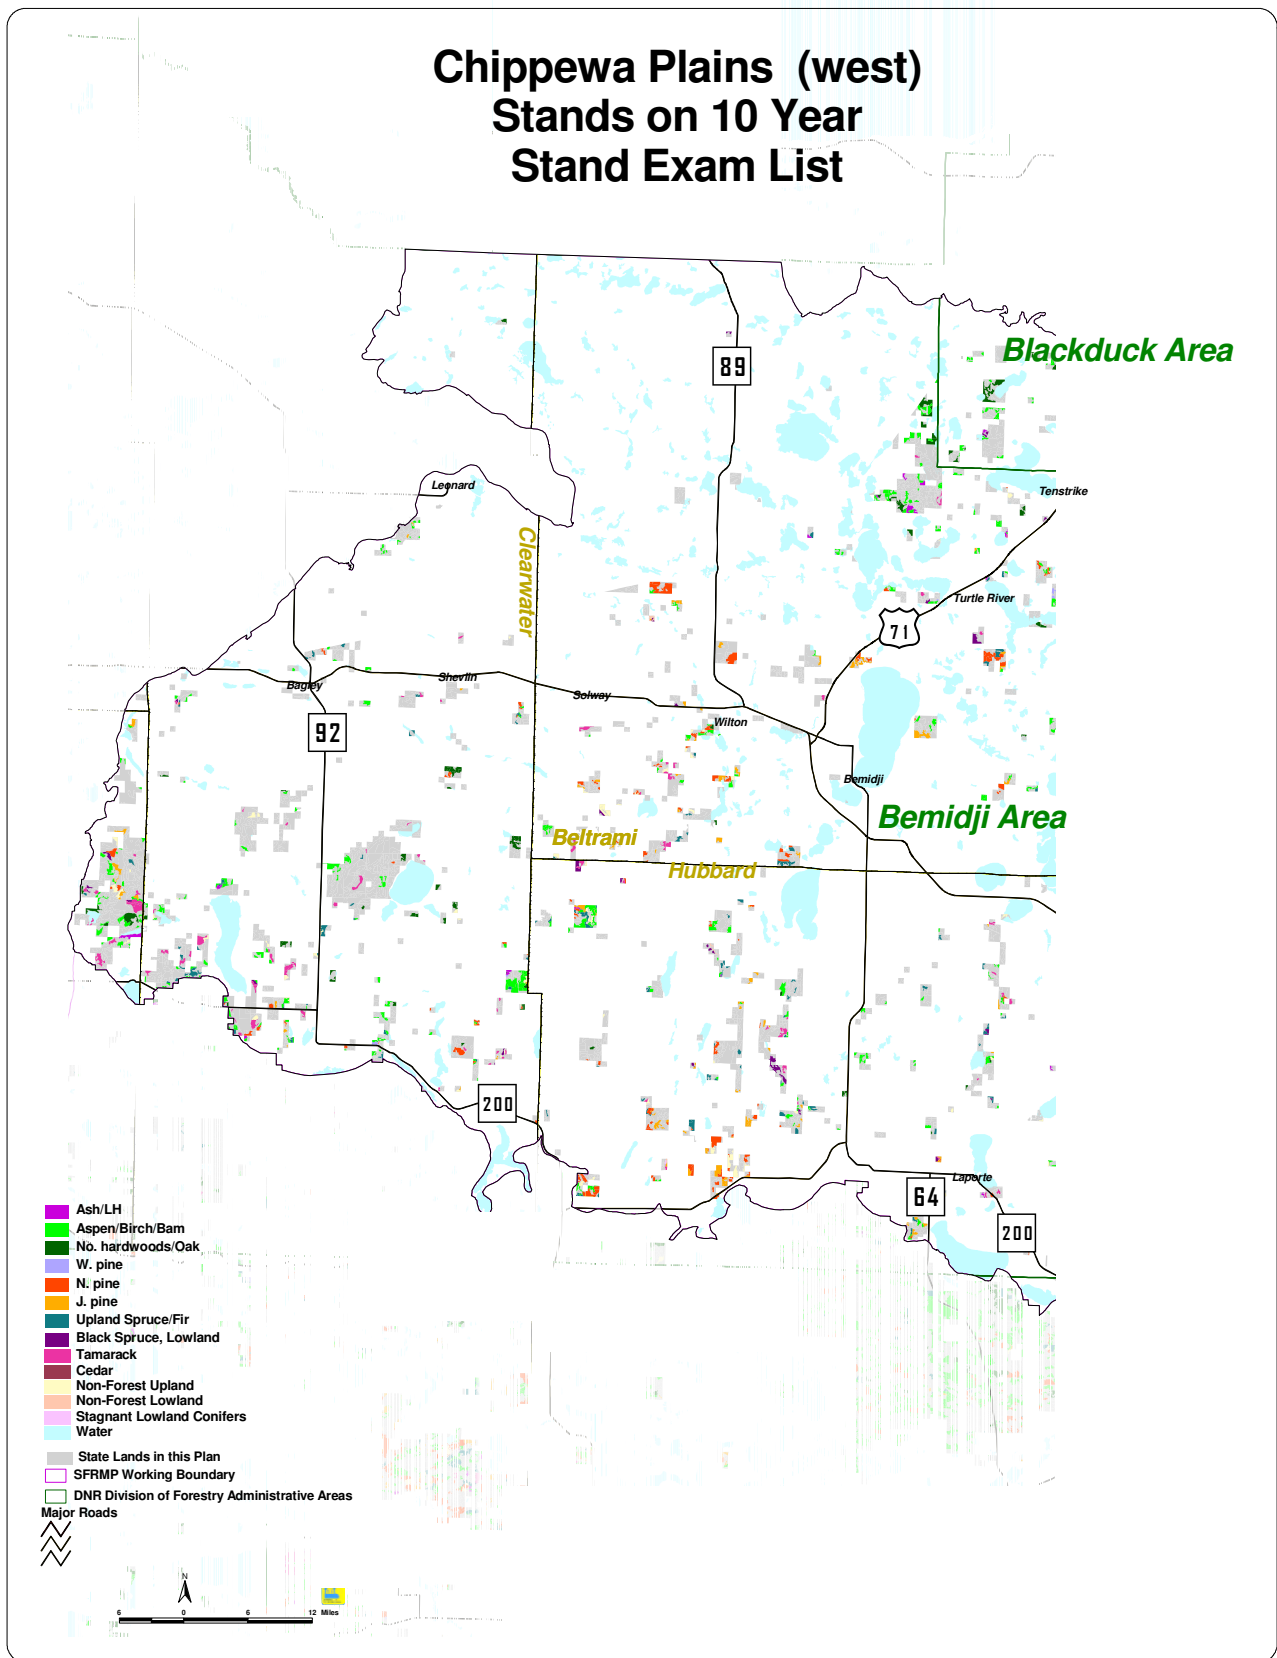 Chippewa Plains (west)
Stands on 10 Year
Stand Exam List
Blackduck Area
89
Leonard
Tenstrike
Clearwater
Turtle River
71
Bagley
Shevlin
Solway
92
Wilton
Bemidji
Bemidji Area
Beltrami
Hubbard
200
Laporte
64
200
Ash/LH
Aspen/Birch/Bam
No. hardwoods/Oak
W. pine
N. pine
J. pine
Upland Spruce/Fir
Black Spruce, Lowland
Tamarack
Cedar
Non-Forest Upland
Non-Forest Lowland
Stagnant Lowland Conifers
Water
State Lands in this Plan
SFRMP Working Boundary
DNR Division of Forestry Administrative Areas
Major Roads
N
6 0 6 12 Miles